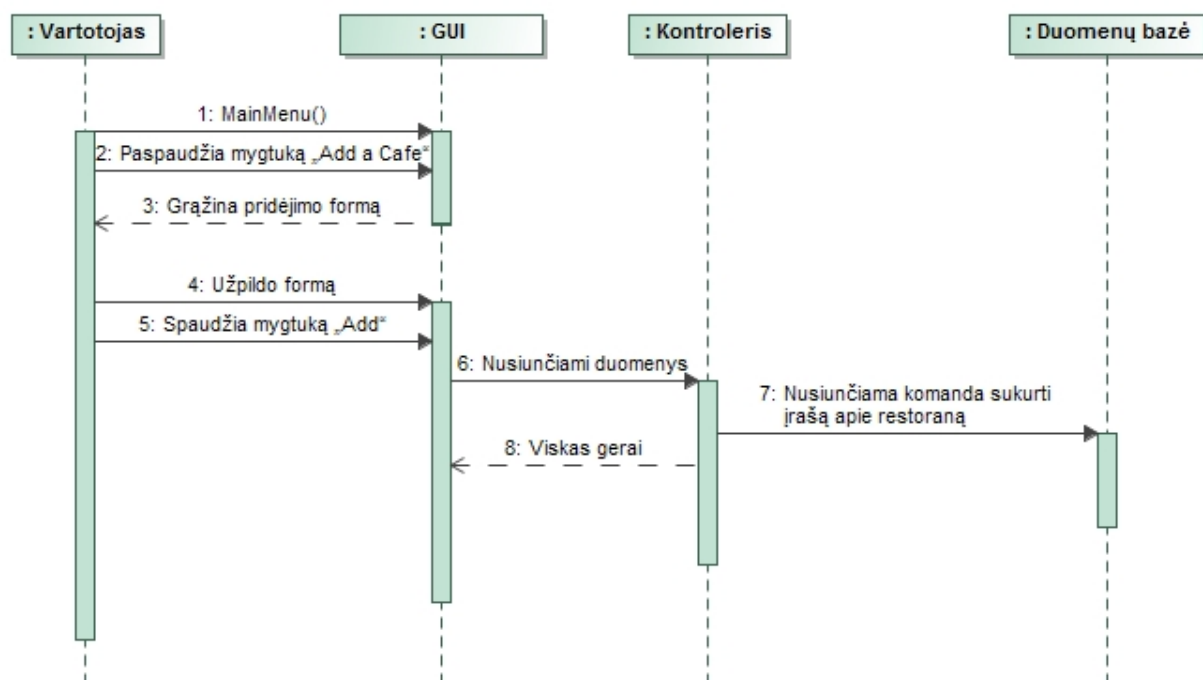 : Vartotojas
: GUI
: Kontroleris
: Duomenų bazė
1: MainMenu()
2: Paspaudžia mygtuką „Add a Cafe“
3: Grąžina pridėjimo formą
4: Užpildo formą
5: Spaudžia mygtuką „Add“
6: Nusiunčiami duomenys
7: Nusiunčiama komanda sukurti
įrašą apie restoraną
8: Viskas gerai